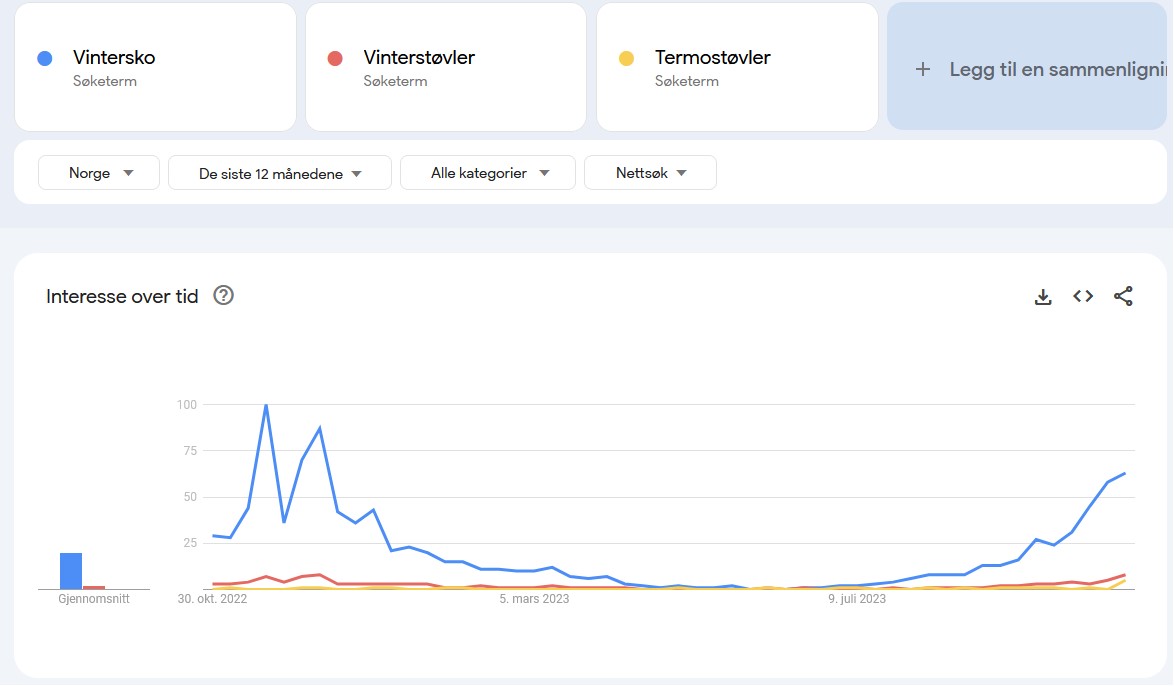 Vintersko
Søketerm
Vinterstøvler
Søketerm
Termostøvler
Søketerm
+ Legg til en sammenligni
Norge
De siste 12 månedene
Alle kategorier
Nettsøk
Interesse over tid
?
100
75
50
25
Gjennomsnitt
30. okt. 2022
5. mars 2023
9. juli 2023